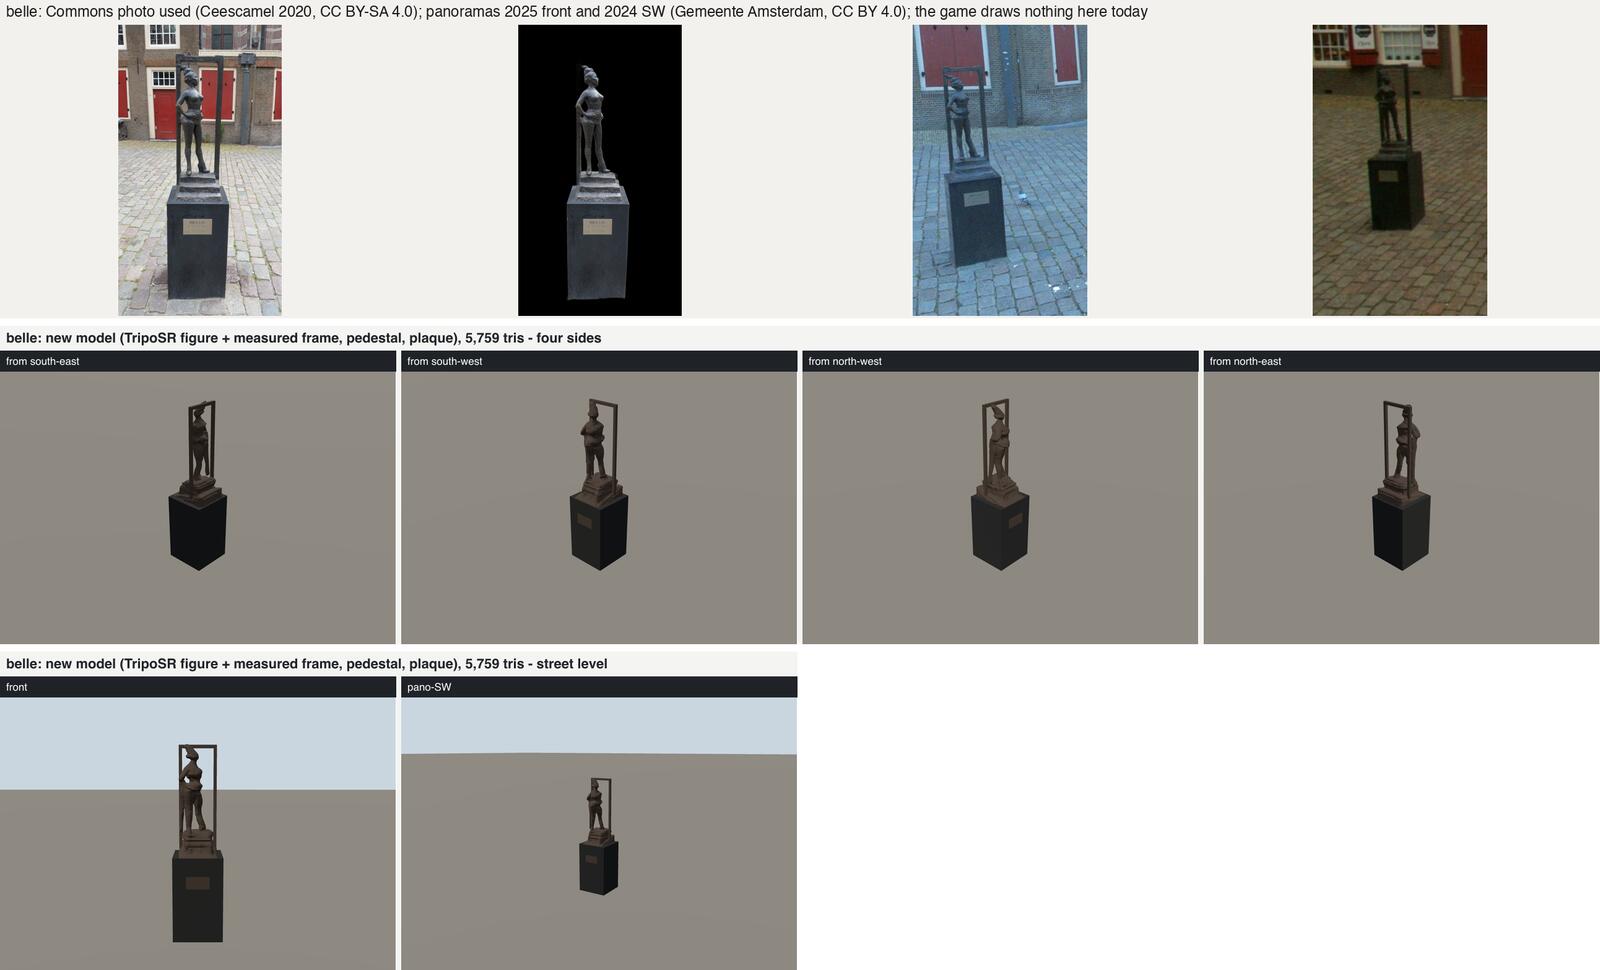 belle: Commons photo used (Ceescamel 2020, CC BY-SA 4.0); panoramas 2025 front and 2024 SW (Gemeente Amsterdam, CC BY 4.0); the game draws nothing here today
belle: new model (TripoSR figure + measured frame, pedestal, plaque), 5,759 tris - four sides
from south-east
from south-west
from north-west
from north-east
belle: new model (TripoSR figure + measured frame, pedestal, plaque), 5,759 tris - street level
front
pano-SW